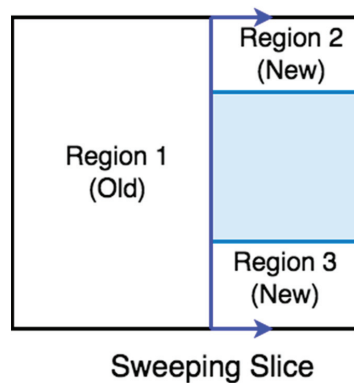 Region 2
(New)
Region 1
(Old)
Region 3
(New)
Sweeping Slice